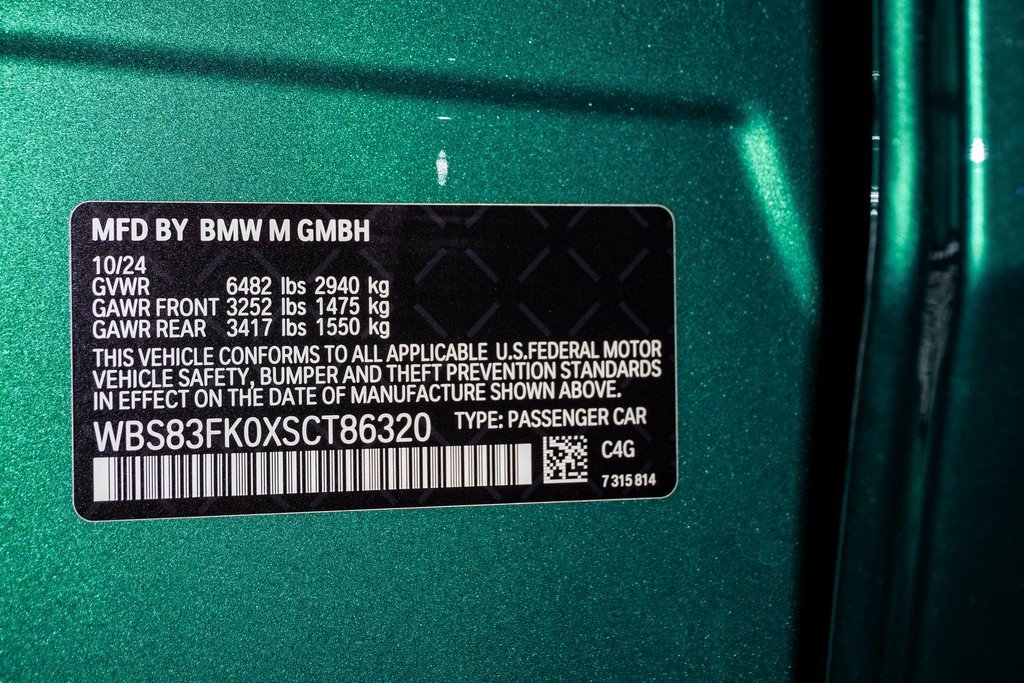 MFD BY BMW M GMBH
10/24
GVWR 6482 lbs 2940 kg
GAWR FRONT 3252 lbs 1475 kg
GAWR REAR 3417 lbs 1550 kg
THIS VEHICLE CONFORMS TO ALL APPLICABLE U.S.FEDERAL MOTOR
VEHICLE SAFETY, BUMPER AND THEFT PREVENTION STANDARDS
IN EFFECT ON THE DATE OF MANUFACTURE SHOWN ABOVE.
WBS83FK0XSCT86320 TYPE: PASSENGER CAR
C4G
7 315 814